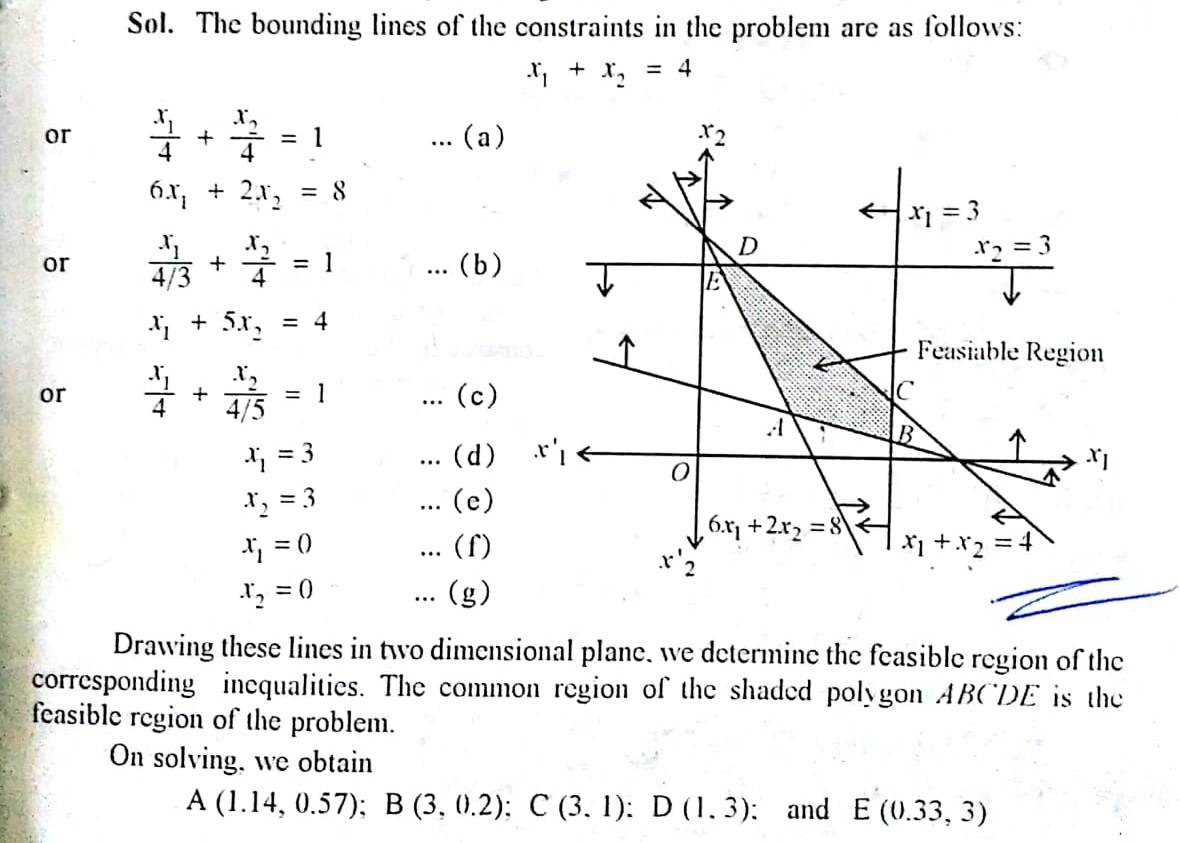 Sol. The bounding lines of the constraints in the problem are as follows:
x₁ + x₂ = 4
or x₁/4 + x₂/4 = 1 ... (a)
6x₁ + 2x₂ = 8
or x₁/4/3 + x₂/4 = 1 ... (b)
x₁ + 5x₂ = 4
or x₁/4 + x₂/4/5 = 1 ... (c)
x₁ = 3 ... (d)
x₂ = 3 ... (e)
x₁ = 0 ... (f)
x₂ = 0 ... (g)
x₂
x₁ = 3
x₂ = 3
D
E
Feasiable Region
C
A
B
x'₁
x₁
O
6x₁ + 2x₂ = 8
x₁ + x₂ = 4
x'₂
Drawing these lines in two dimensional plane. we determine the feasible region of the
corresponding inequalities. The common region of the shaded polygon ABCDE is the
feasible region of the problem.
On solving, we obtain
A (1.14, 0.57); B (3, 0.2); C (3, 1): D (1, 3): and E (0.33, 3)